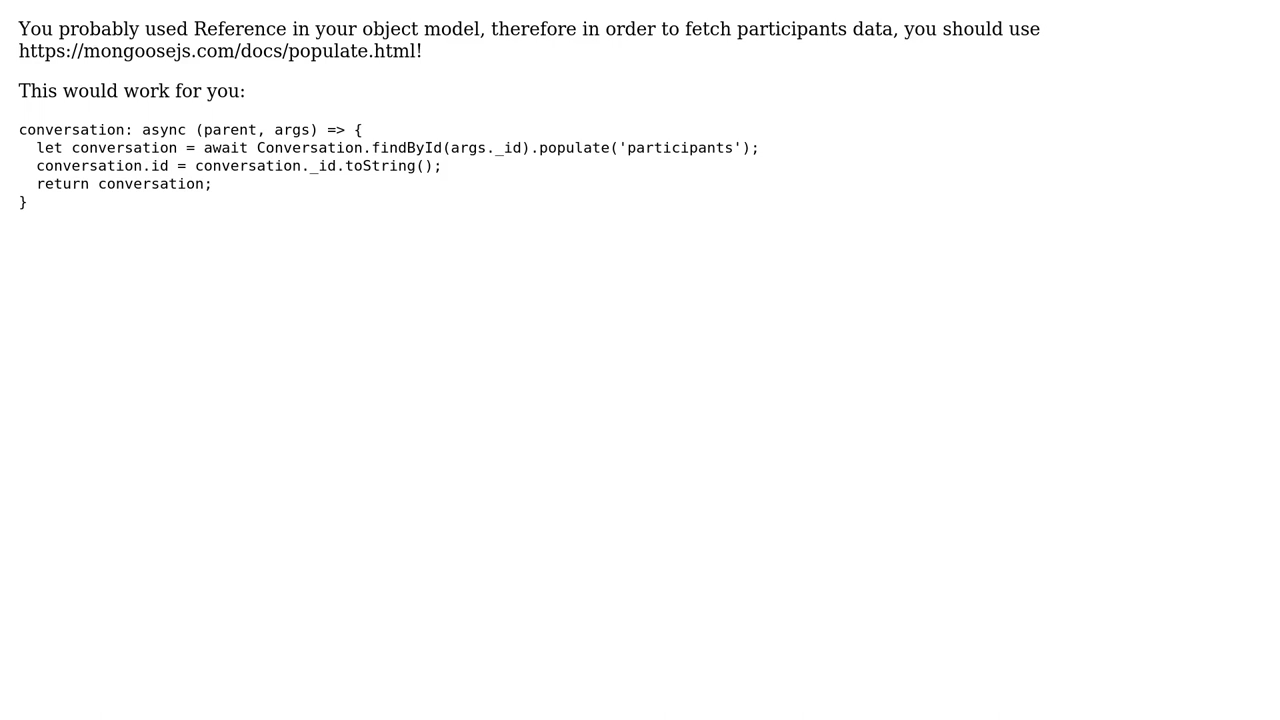 You probably used Reference in your object model, therefore in order to fetch participants data, you should use
https://mongoosejs.com/docs/populate.html!
This would work for you:
conversation: async (parent, args) => {
  let conversation = await Conversation.findById(args._id).populate('participants');
  conversation.id = conversation._id.toString();
  return conversation;
}